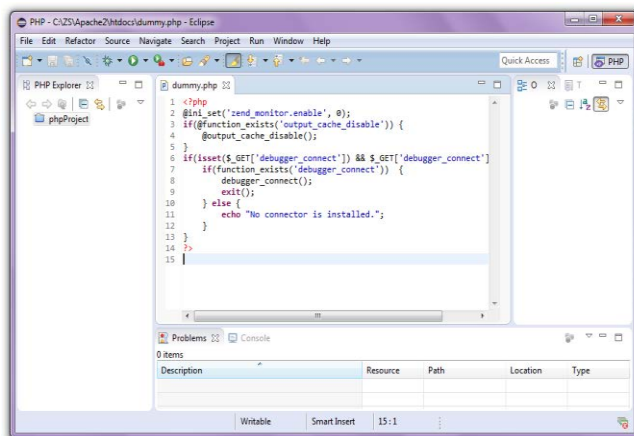 PHP - C:\ZS\Apache2\htdocs\dummy.php - Eclipse
File Edit Refactor Source Navigate Search Project Run Window Help
Quick Access
PHP
PHP Explorer
phpProject
dummy.php
1 <?php
2 @ini_set('zend_monitor.enable', 0);
3 if(@function_exists('output_cache_disable')) {
4 @output_cache_disable();
5 }
6 if(isset($_GET['debugger_connect']) && $_GET['debugger_connect']
7 if(function_exists('debugger_connect')) {
8 debugger_connect();
9 exit();
10 } else {
11 echo "No connector is installed.";
12 }
13 }
14 ?>
15
O
T
Problems
Console
0 items
Description Resource Path Location Type
Writable Smart Insert 15:1